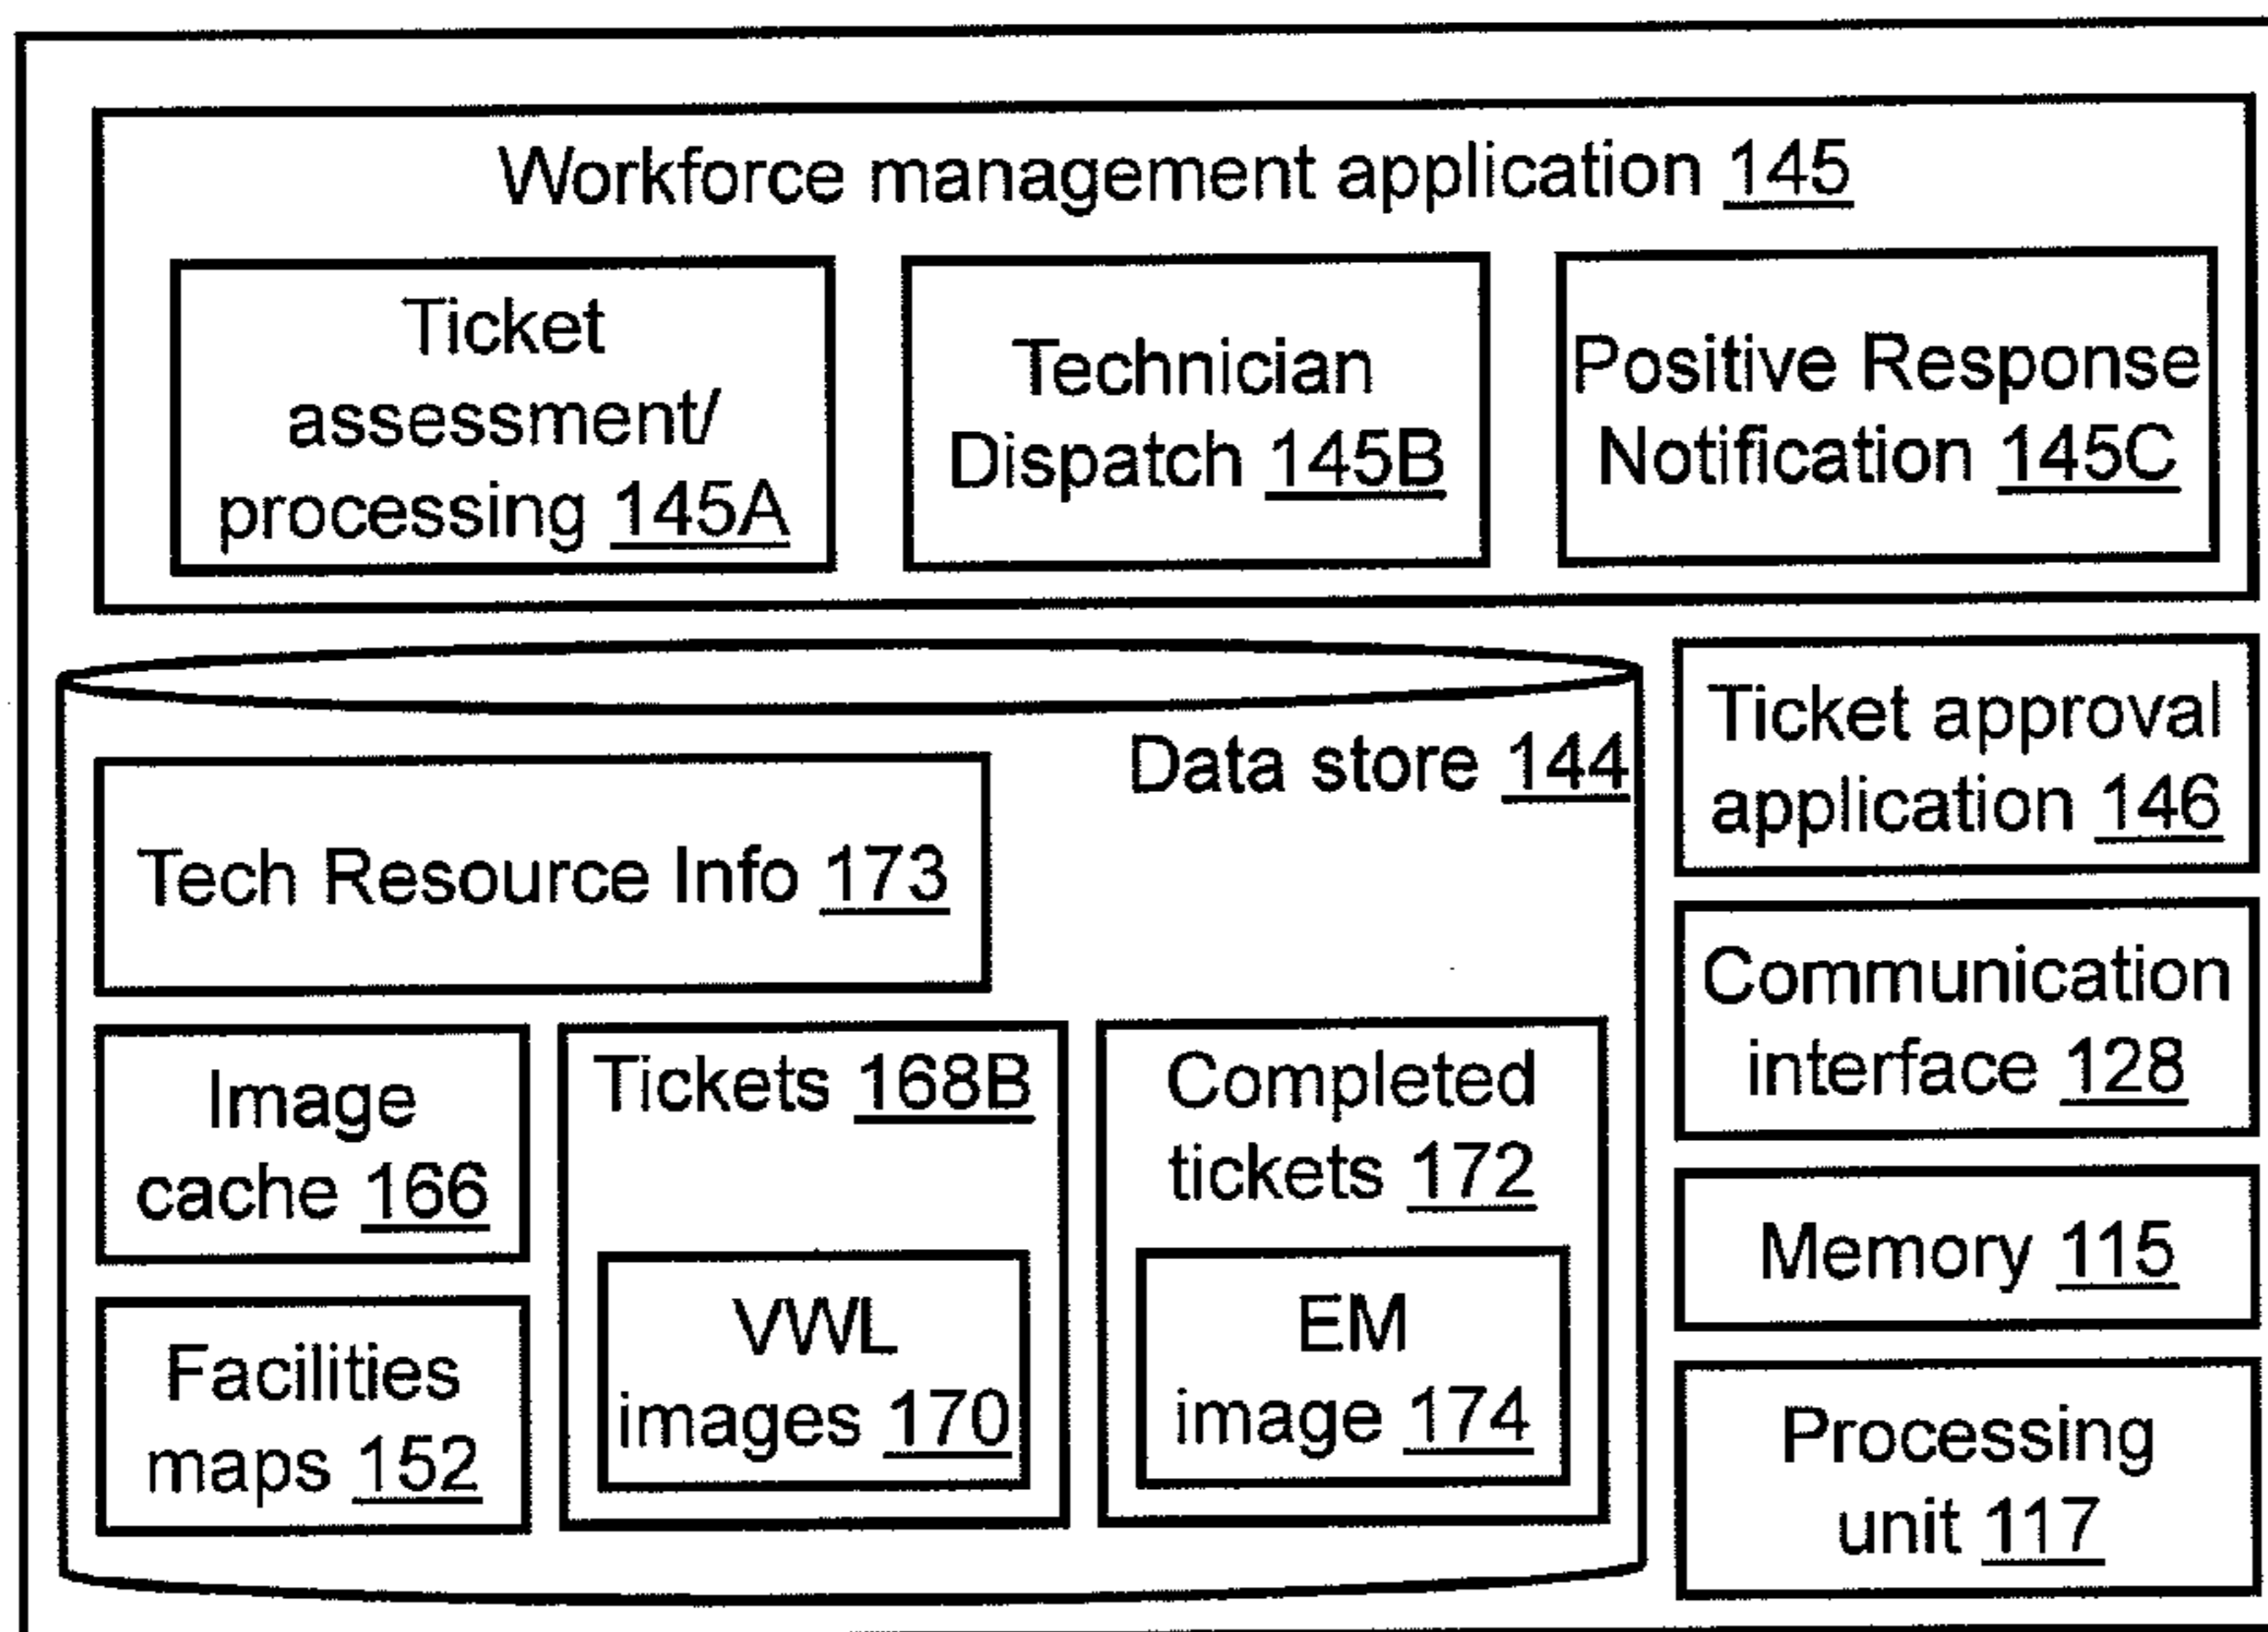 Workforce management application 145
Ticket
assessment/
processing 145A
Technician
Dispatch 145B
Positive Response
Notification 145C
Data store 144
Tech Resource Info 173
Image
cache 166
Facilities
maps 152
Tickets 168B
VWL
images 170
Completed
tickets 172
EM
image 174
Ticket approval
application 146
Communication
interface 128
Memory 115
Processing
unit 117